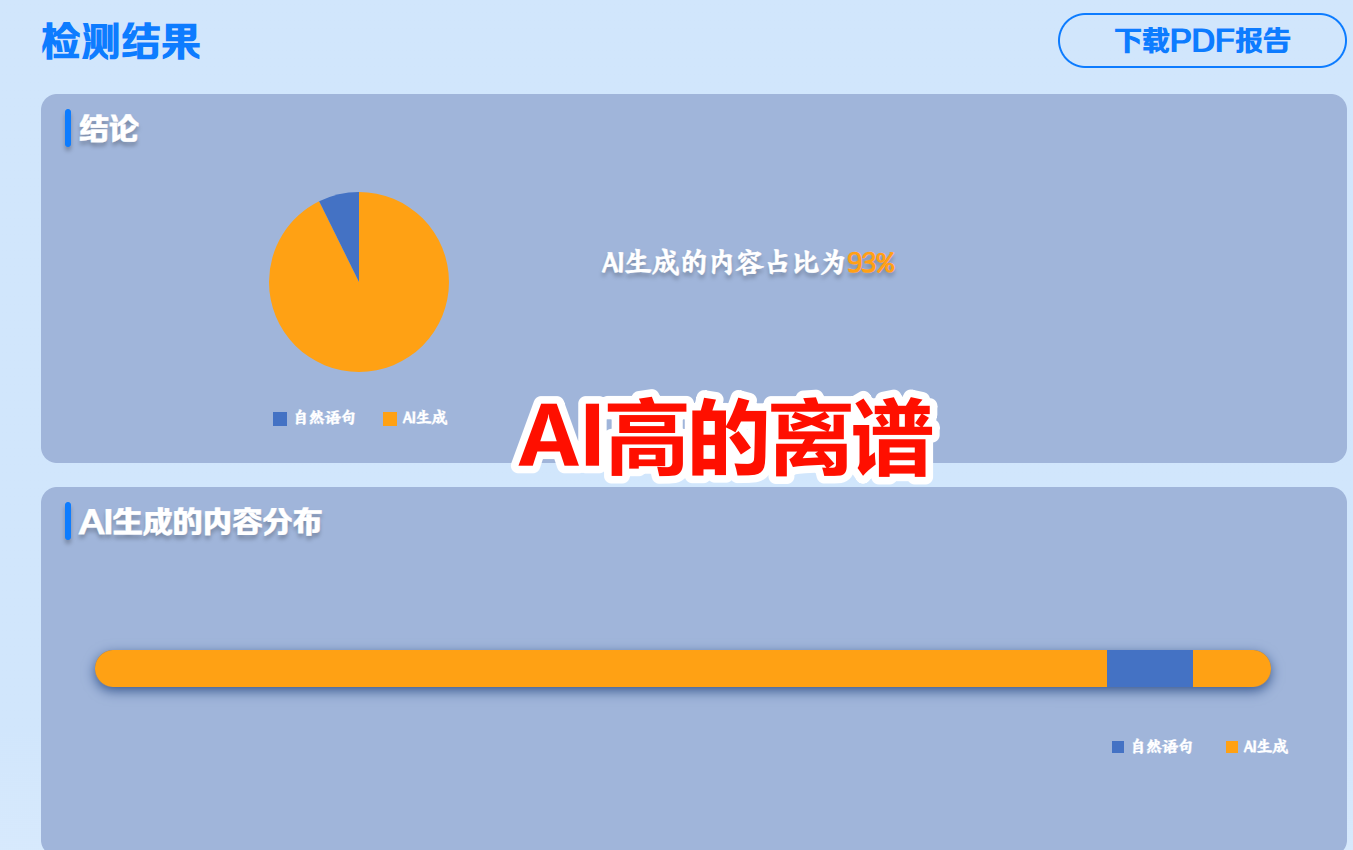 检测结果
下载PDF报告
结论
AI生成的内容占比为93%
自然语句
AI生成
AI高的离谱
AI生成的内容分布
自然语句
AI生成